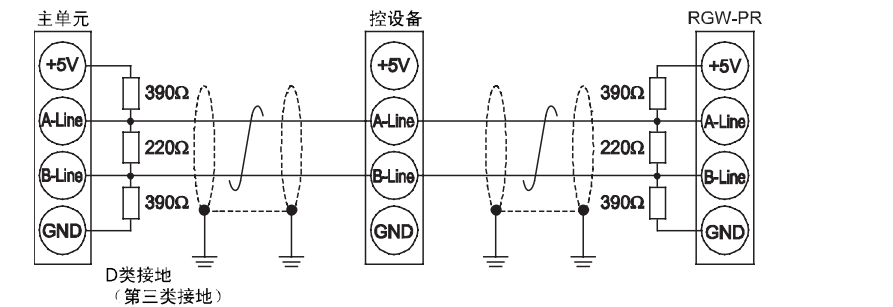 主单元 控设备 RGW-PR
+5V +5V +5V
390Ω 390Ω
A-Line A-Line A-Line
220Ω 220Ω
B-Line B-Line B-Line
390Ω 390Ω
GND GND GND
D类接地
（第三类接地）